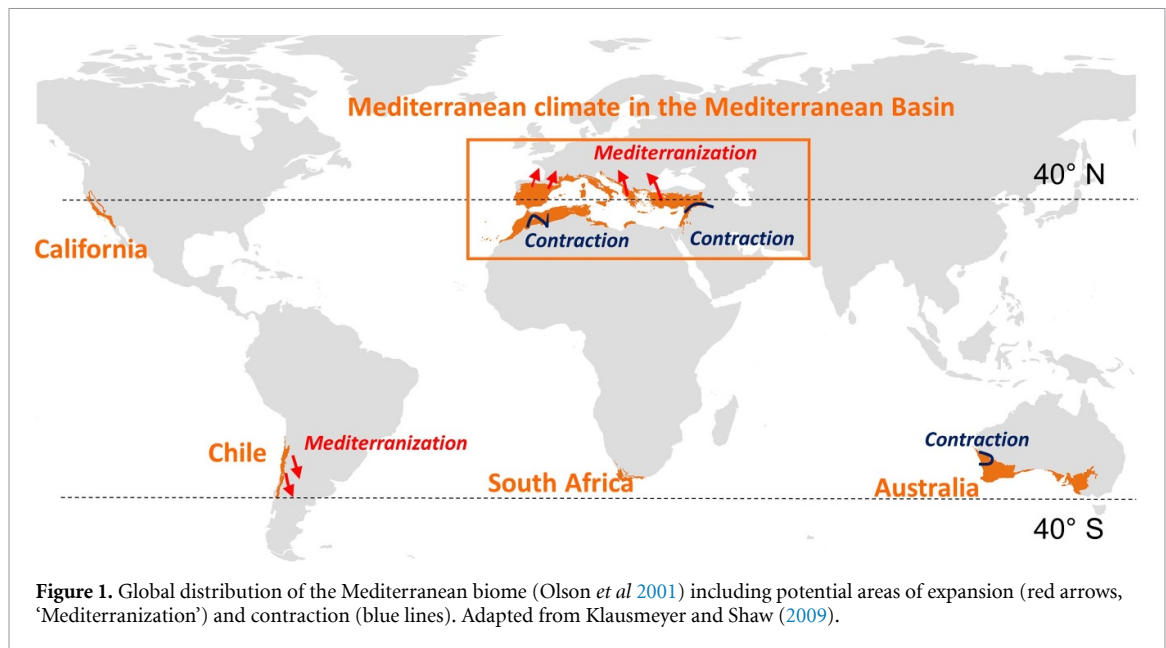 Mediterranean climate in the Mediterranean Basin
Mediterranization
40° N
Contraction
Contraction
California
Chile
Mediterranization
South Africa
Contraction
Australia
40° S
Figure 1. Global distribution of the Mediterranean biome (Olson et al 2001) including potential areas of expansion (red arrows,
‘Mediterranization’) and contraction (blue lines). Adapted from Klausmeyer and Shaw (2009).